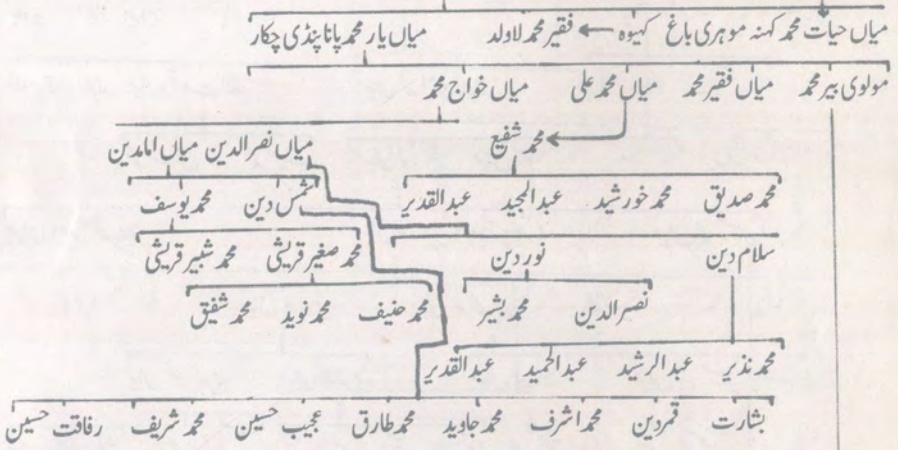 میاں حیات محمد کہنہ موہری باغ کہیوہ ← فقیر محمد لاولد میاں یار محمد پانا پنڈی چکار
مولوی بیر محمد میاں فقیر محمد میاں محمد علی میاں خواج محمد
محمد شفیع میاں نصرالدین میاں امامدین
محمد صدیق محمد خورشید عبدالمجید عبدالقدیر شمس دین محمد یوسف
سلام دین نور دین محمد صغیر قریشی محمد شبیر قریشی
نصرالدین محمد بشیر محمد حنیف محمد نوید محمد شفیق
محمد نذیر عبدالرشید عبدالحمید عبدالقدیر
بشارت قمردین محمد اشرف محمد جاوید محمد طارق عجیب حسین محمد شریف رفاقت حسین